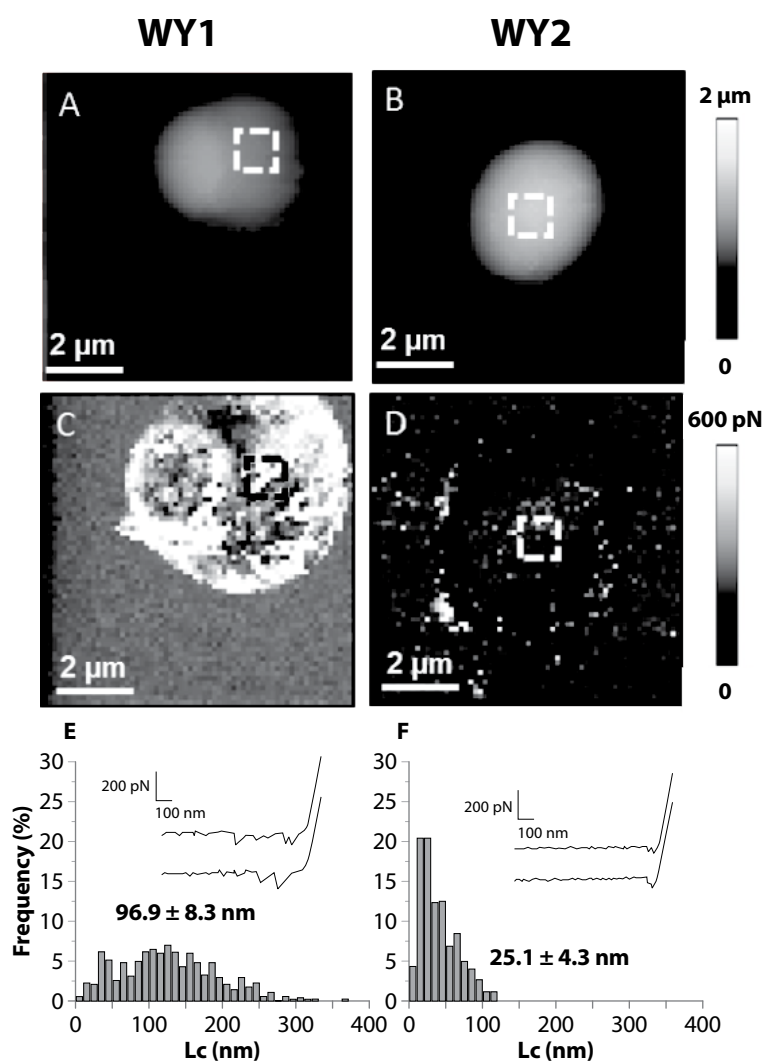 WY1 WY2
A B 2 μm
2 μm 2 μm 0
C D 600 pN
2 μm 2 μm 0
E F
30 30
25 200 pN 100 nm 25 200 pN 100 nm
20 20
15 15
96.9 ± 8.3 nm
10 10
25.1 ± 4.3 nm
5 5
0 0
Frequency (%)
0 100 200 300 400 0 100 200 300 400
Lc (nm) Lc (nm)